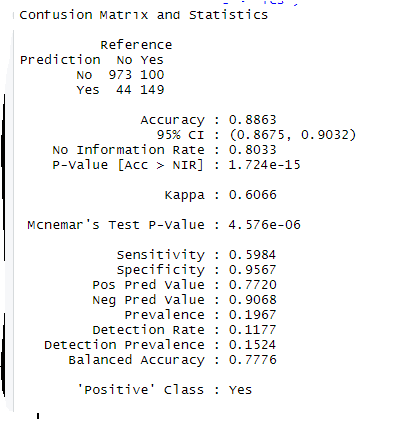 Confusion Matrix and Statistics
Reference
Prediction No Yes
No 973 100
Yes 44 149
Accuracy : 0.8863
95% CI : (0.8675, 0.9032)
No Information Rate : 0.8033
P-Value [Acc > NIR] : 1.724e-15
Kappa : 0.6066
Mcnemar's Test P-Value : 4.576e-06
Sensitivity : 0.5984
Specificity : 0.9567
Pos Pred Value : 0.7720
Neg Pred Value : 0.9068
Prevalence : 0.1967
Detection Rate : 0.1177
Detection Prevalence : 0.1524
Balanced Accuracy : 0.7776
'Positive' Class : Yes